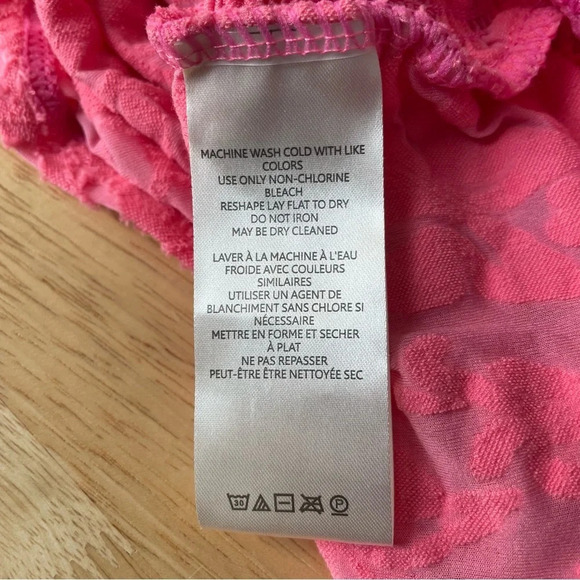 MACHINE WASH COLD WITH LIKE
COLORS
USE ONLY NON-CHLORINE
BLEACH
RESHAPE LAY FLAT TO DRY
DO NOT IRON
MAY BE DRY CLEANED
LAVER À LA MACHINE À L'EAU
FROIDE AVEC COULEURS
SIMILAIRES
UTILISER UN AGENT DE
BLANCHIMENT SANS CHLORE SI
NÉCESSAIRE
METTRE EN FORME ET SECHER
À PLAT
NE PAS REPASSER
PEUT-ÊTRE ÊTRE NETTOYÉE SEC
30 P